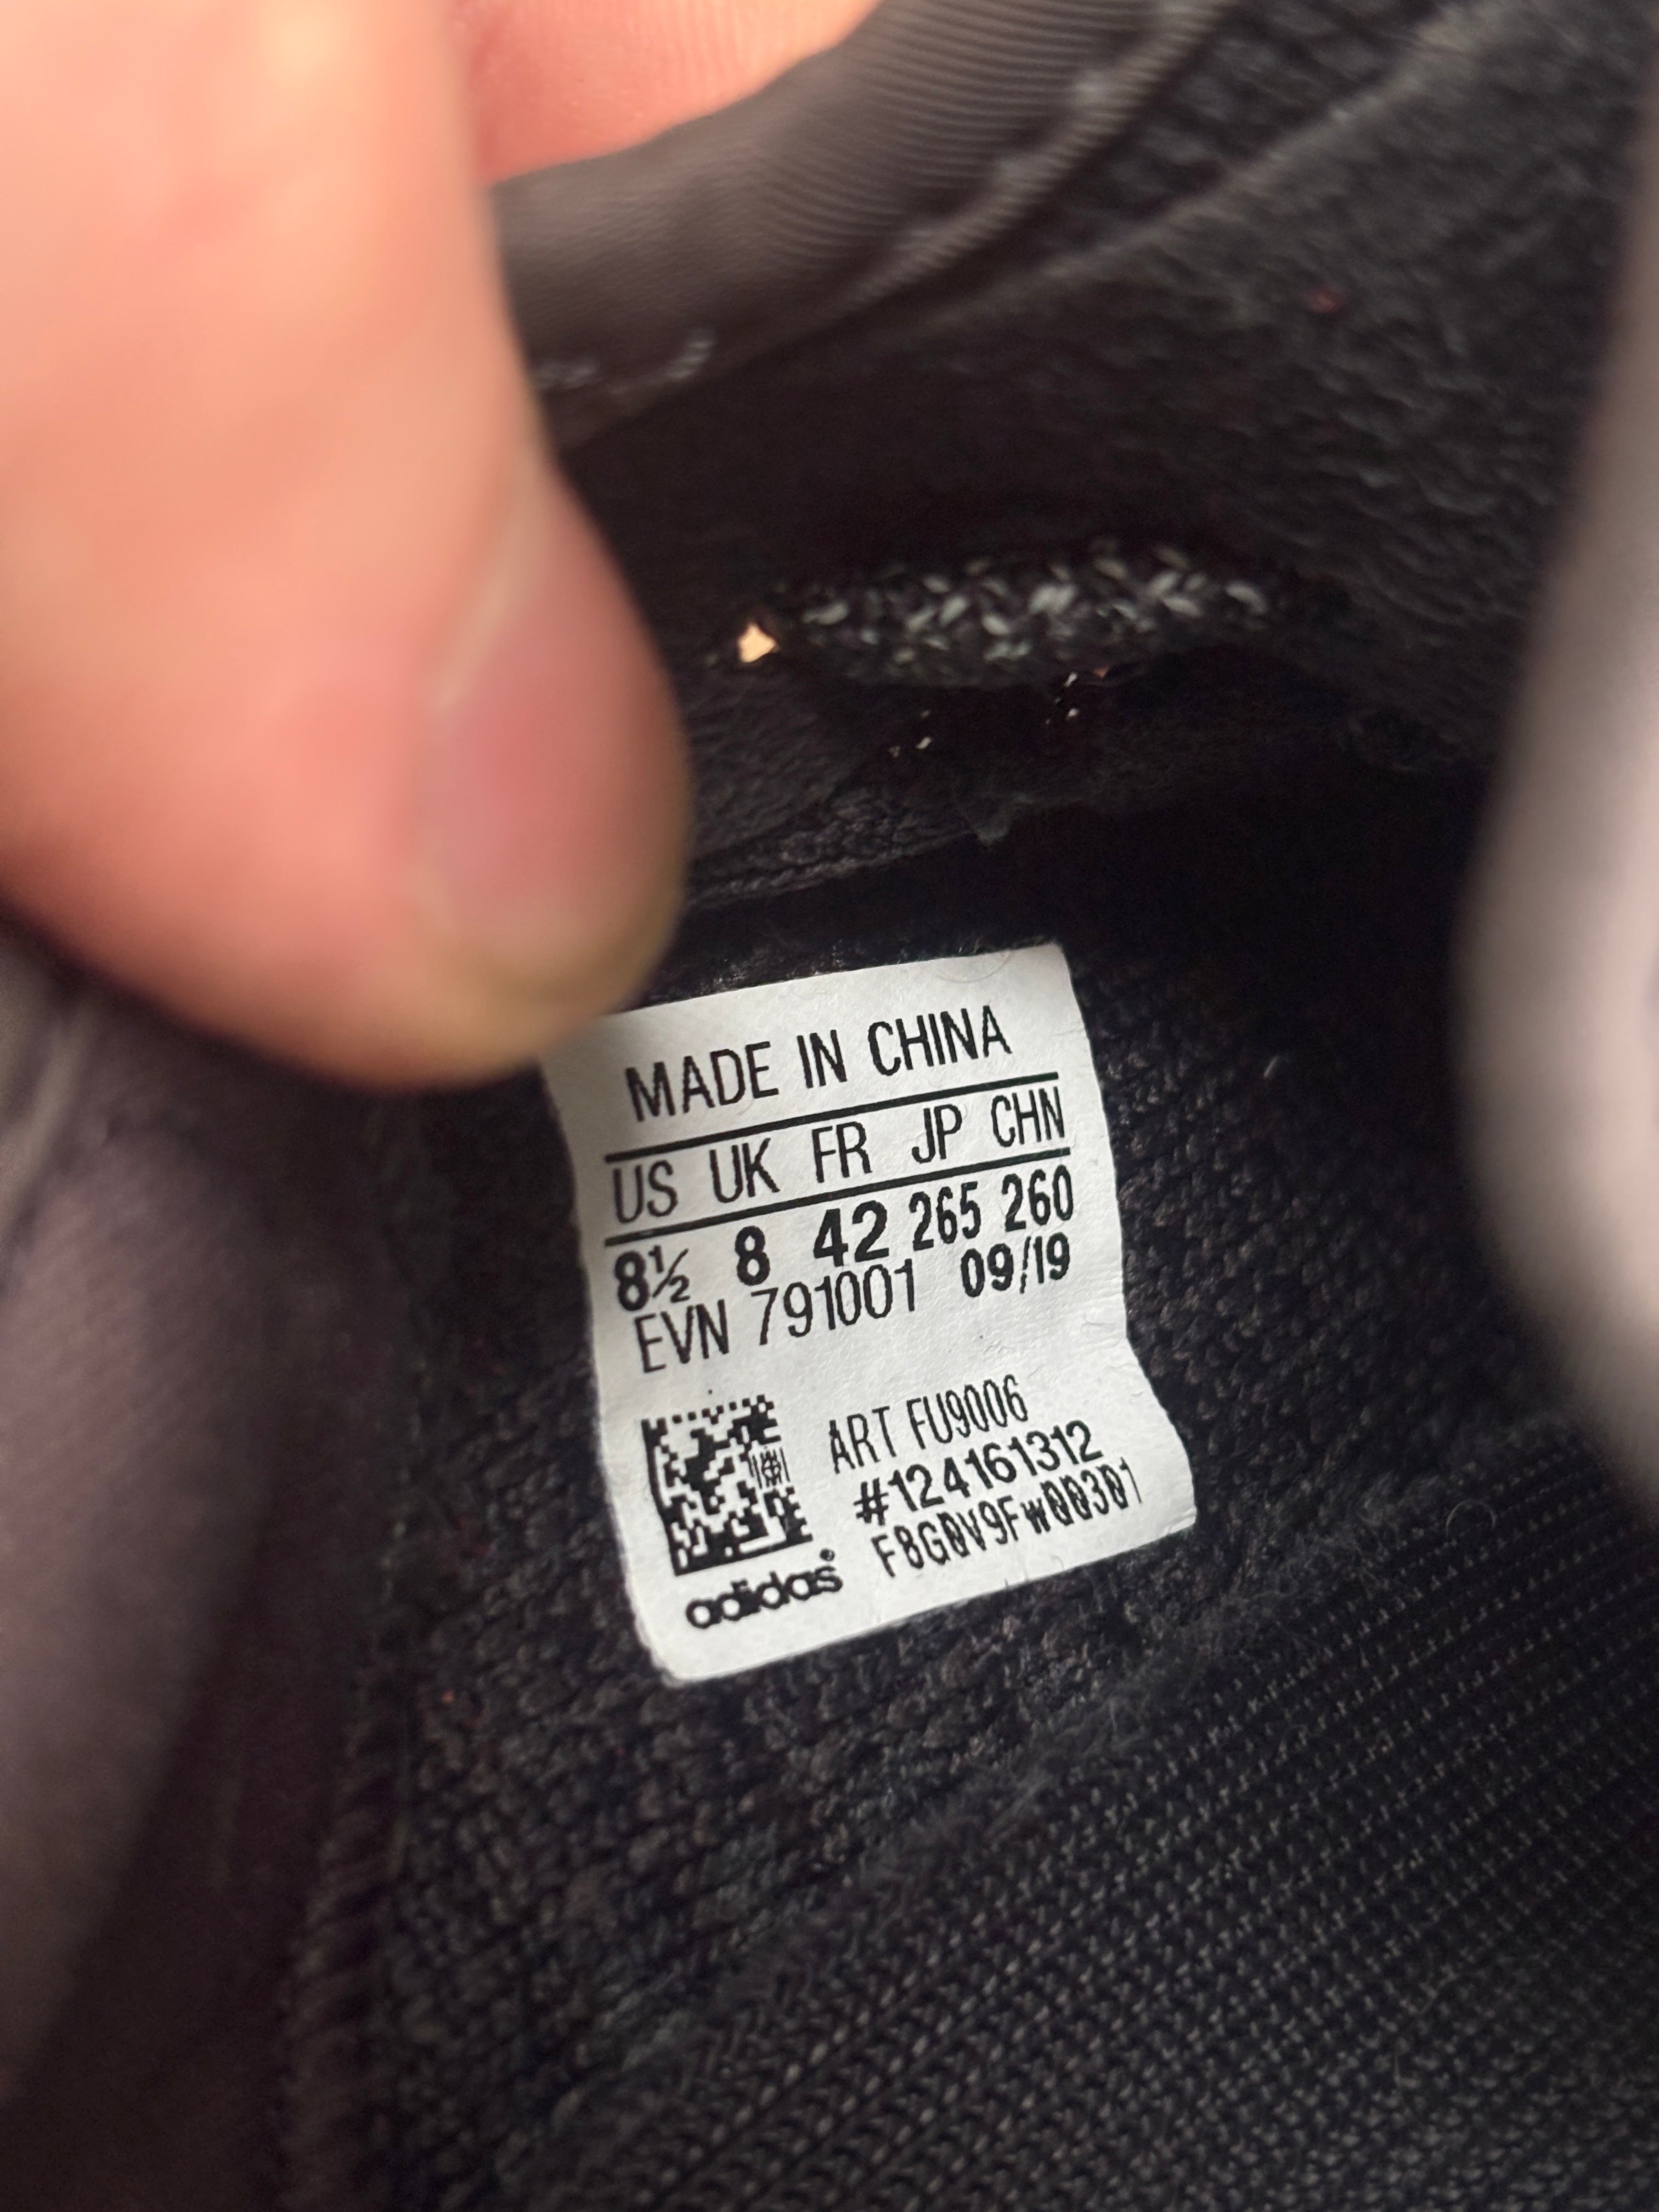 MADE IN CHINA
US UK FR JP CHN
8½ 8 42 265 260
EVN 791001 09/19
ART FU9006
#124161312
F8G0V9FW00301
adidas®